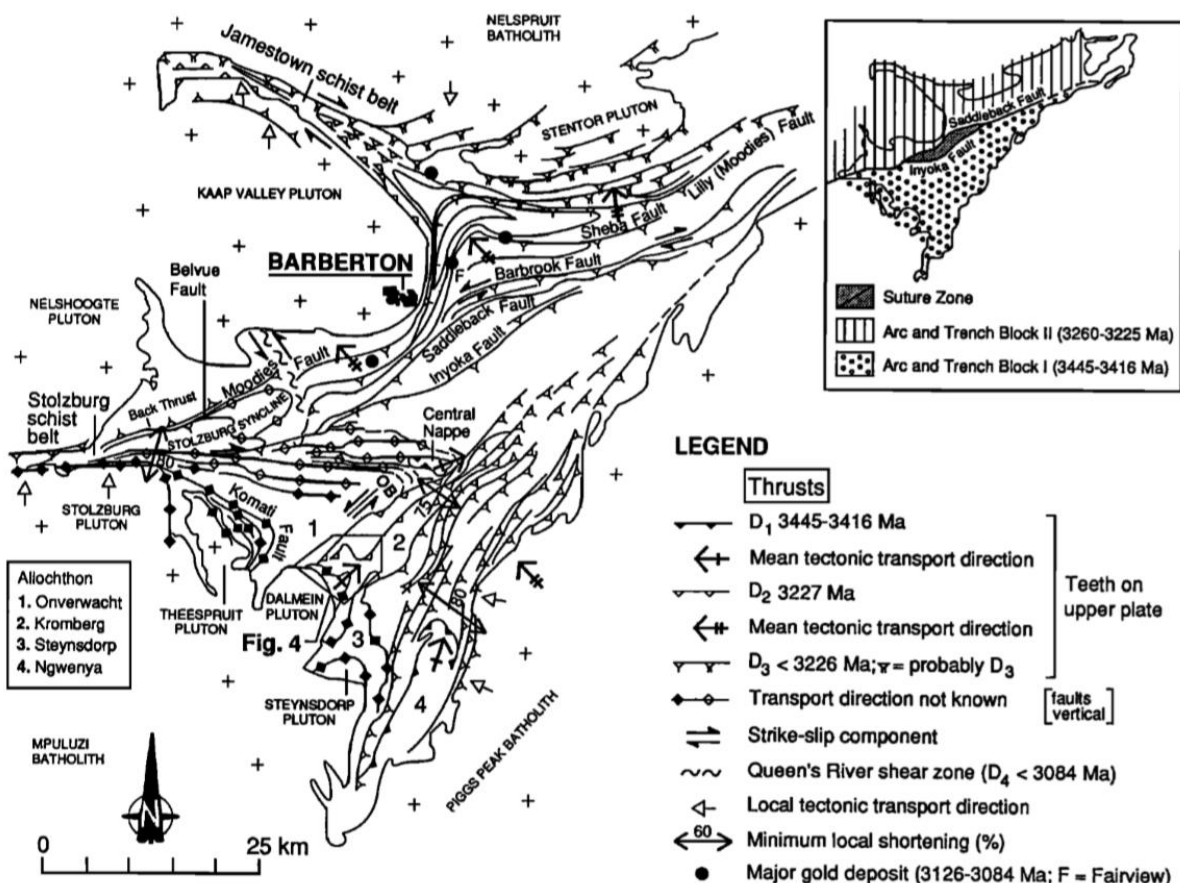 NELSPRUIT
BATHOLITH
Jamestown schist belt
STENTOR PLUTON
KAAP VALLEY PLUTON
Lilly (Moodies) Fault
Sheba Fault
BARBERTON
F
Barbrook Fault
Belvue
Fault
NELSHOOGTE
PLUTON
Saddleback Fault
Inyoka Fault
Moodies Fault
Back Thrust
Stolzburg
schist
belt
STOLZBURG SYNCLINE
Central
Nappe
80
STOLZBURG
PLUTON
Komati
Fault
OB
75
1
2
Allochthon
1. Onverwacht
2. Kromberg
3. Steynsdorp
4. Ngwenya
THEESPRUIT
PLUTON
DALMEIN
PLUTON
Fig. 4
3
80
4
STEYNSDORP
PLUTON
MPULUZI
BATHOLITH
PIGGS PEAK BATHOLITH
N
0 25 km
Saddleback Fault
Inyoka Fault
Suture Zone
Arc and Trench Block II (3260-3225 Ma)
Arc and Trench Block I (3445-3416 Ma)
LEGEND
Thrusts
D1 3445-3416 Ma
Mean tectonic transport direction
D2 3227 Ma
Mean tectonic transport direction
D3 < 3226 Ma; = probably D3
Teeth on
upper plate
Transport direction not known
[faults
vertical]
Strike-slip component
Queen's River shear zone (D4 < 3084 Ma)
Local tectonic transport direction
60
Minimum local shortening (%)
Major gold deposit (3126-3084 Ma; F = Fairview)